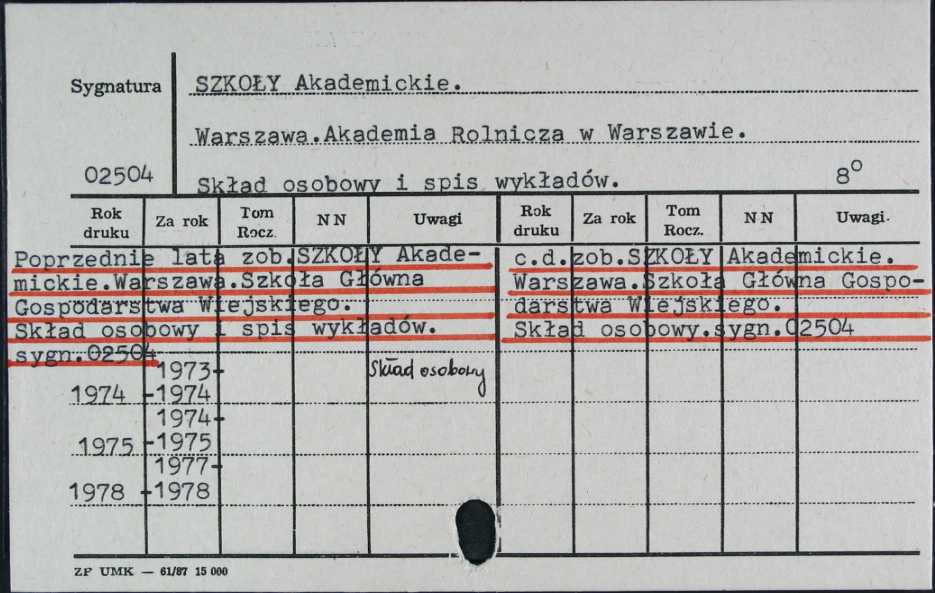 Sygnatura SZKOŁY Akademickie.
Warszawa.Akademia Rolnicza w Warszawie.
02504 Skład osobowy i spis wykładów. 8°
Rok druku Za rok Tom Rocz. NN Uwagi Rok druku Za rok Tom Rocz. NN Uwagi.
Poprzednie lata zob.SZKOŁY Akade-
mickie.Warszawa.Szkoła Główna
Gospodarstwa Wiejskiego.
Skład osobowy i spis wykładów.
sygn.02504
c.d.zob.SZKOŁY Akademickie.
Warszawa.Szkoła Główna Gospo-
darstwa Wiejskiego.
Skład osobowy.sygn.02504
1973- Skład osobowy
1974 -1974
1974-
1975 -1975
1977-
1978 -1978
ZP UMK — 61/87 15 000